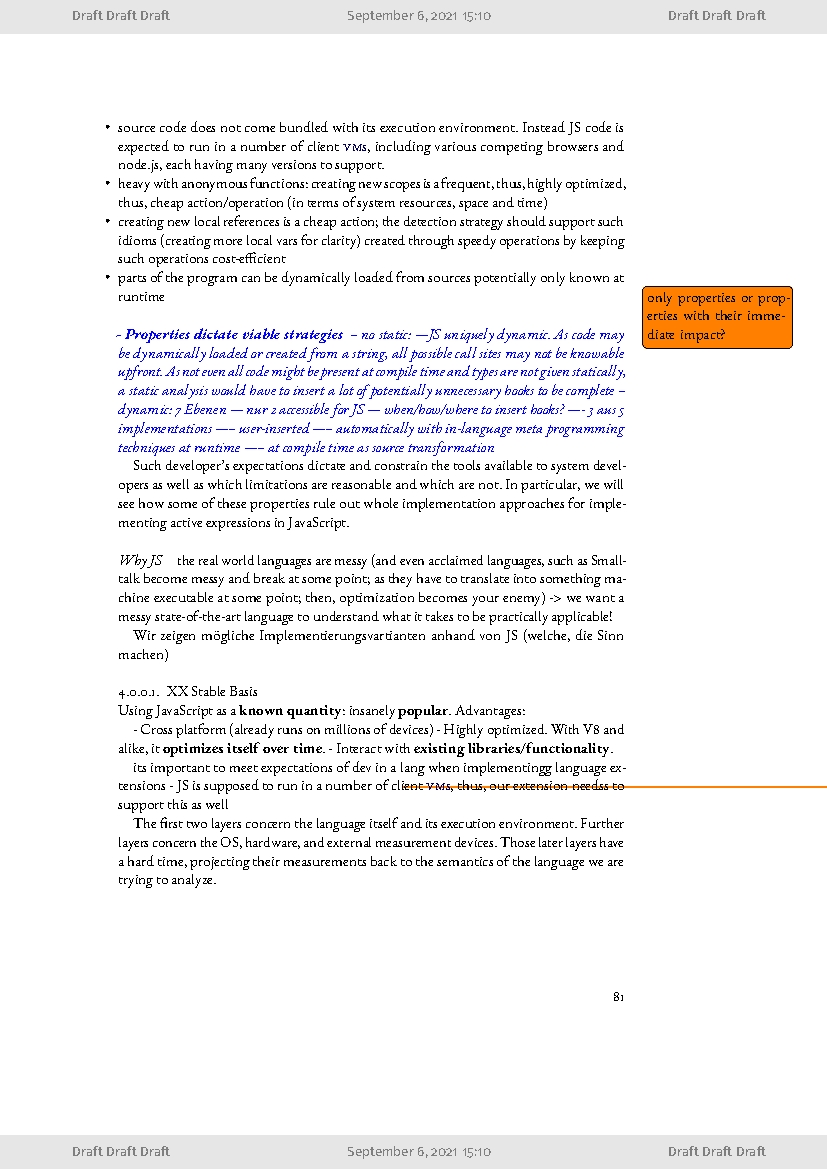 Draft Draft Draft September 6, 2021 15:10 Draft Draft Draft
• source code does not come bundled with its execution environment. Instead JS code is
expected to run in a number of client VMs, including various competing browsers and
node.js, each having many versions to support.
• heavy with anonymous functions: creating new scopes is a frequent, thus, highly optimized,
thus, cheap action/operation (in terms of system resources, space and time)
• creating new local references is a cheap action; the detection strategy should support such
idioms (creating more local vars for clarity) created through speedy operations by keeping
such operations cost-efficient
• parts of the program can be dynamically loaded from sources potentially only known at
runtime
only properties or prop-
erties with their imme-
diate impact?
- Properties dictate viable strategies – no static: —JS uniquely dynamic. As code may
be dynamically loaded or created from a string, all possible call sites may not be knowable
upfront. As not even all code might be present at compile time and types are not given statically,
a static analysis would have to insert a lot of potentially unnecessary hooks to be complete –
dynamic: 7 Ebenen — nur 2 accessible for JS — when/how/where to insert hooks? —- 3 aus 5
implementations —– user-inserted —– automatically with in-language meta programming
techniques at runtime —– at compile time as source transformation
Such developer's expectations dictate and constrain the tools available to system devel-
opers as well as which limitations are reasonable and which are not. In particular, we will
see how some of these properties rule out whole implementation approaches for imple-
menting active expressions in JavaScript.
Why JS the real world languages are messy (and even acclaimed languages, such as Small-
talk become messy and break at some point; as they have to translate into something ma-
chine executable at some point; then, optimization becomes your enemy) -> we want a
messy state-of-the-art language to understand what it takes to be practically applicable!
Wir zeigen mögliche Implementierungsvarianten anhand von JS (welche, die Sinn
machen)
4.0.0.1. XX Stable Basis
Using JavaScript as a known quantity: insanely popular. Advantages:
- Cross platform (already runs on millions of devices) - Highly optimized. With V8 and
alike, it optimizes itself over time. - Interact with existing libraries/functionality.
its important to meet expectations of dev in a lang when implementingg language ex-
tensions - JS is supposed to run in a number of client VMs, thus, our extension needss to
support this as well
The first two layers concern the language itself and its execution environment. Further
layers concern the OS, hardware, and external measurement devices. Those later layers have
a hard time, projecting their measurements back to the semantics of the language we are
trying to analyze.
81
Draft Draft Draft September 6, 2021 15:10 Draft Draft Draft